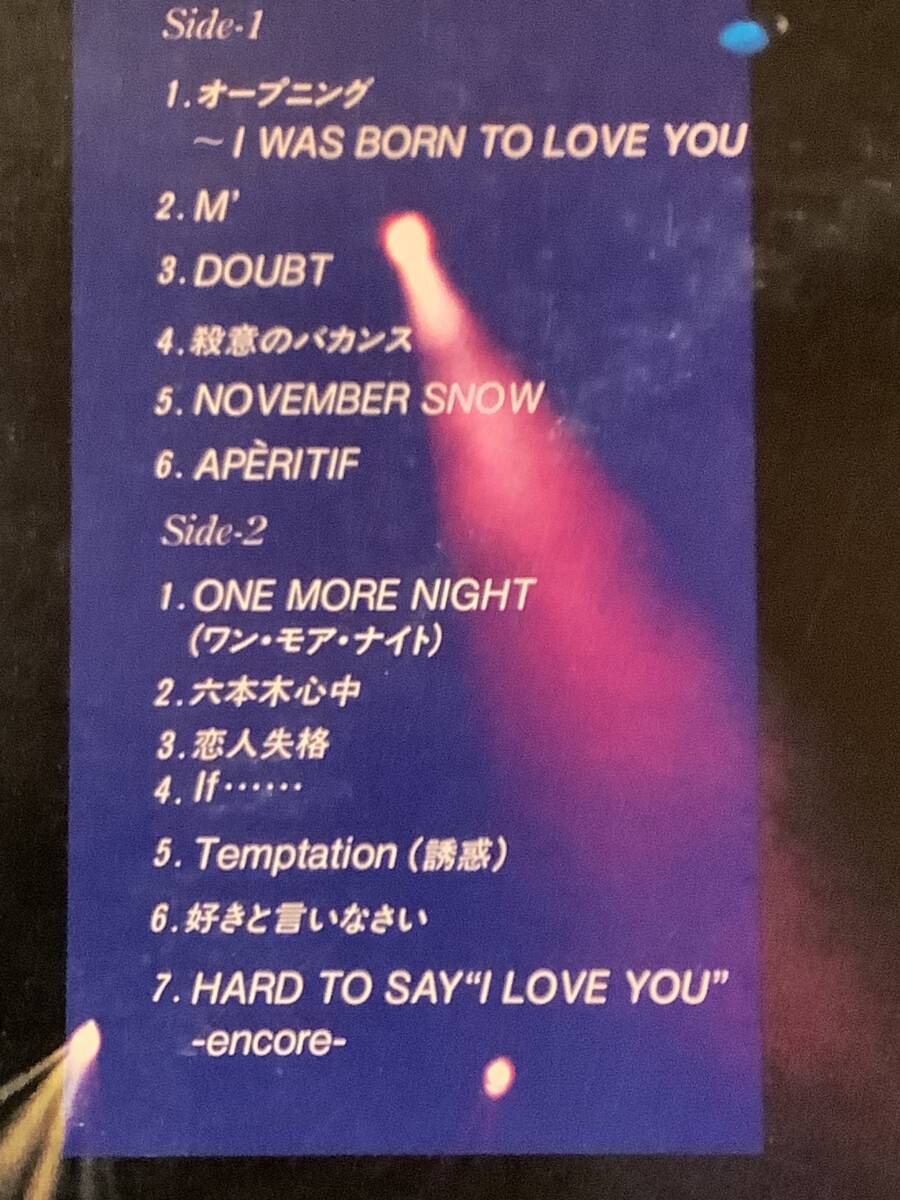 Side-1
1.オープニング
～I WAS BORN TO LOVE YOU
2.M'
3.DOUBT
4.殺意のバカンス
5.NOVEMBER SNOW
6.APÈRITIF
Side-2
1.ONE MORE NIGHT
(ワン・モア・ナイト)
2.六本木心中
3.恋人失格
4.If……
5.Temptation(誘惑)
6.好きと言いなさい
7.HARD TO SAY“I LOVE YOU”
-encore-